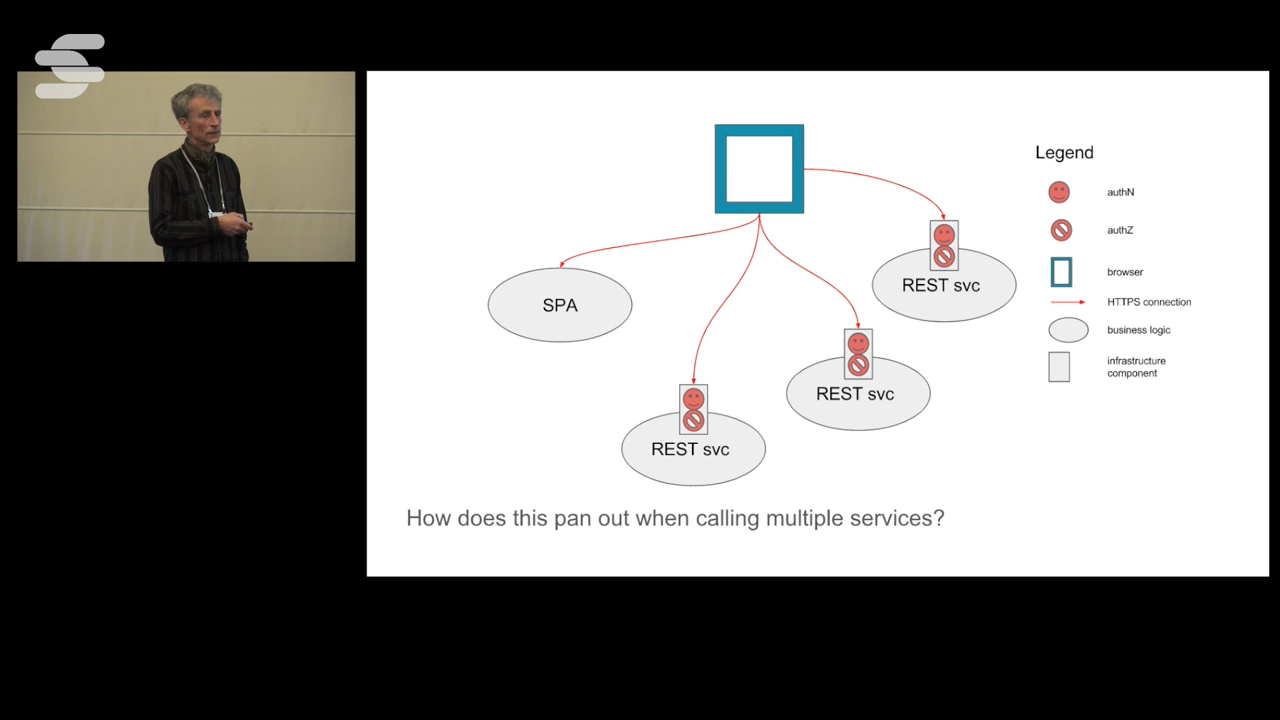 SPA
REST svc
REST svc
REST svc
How does this pan out when calling multiple services?
Legend
authN
authZ
browser
HTTPS connection
business logic
infrastructure
component